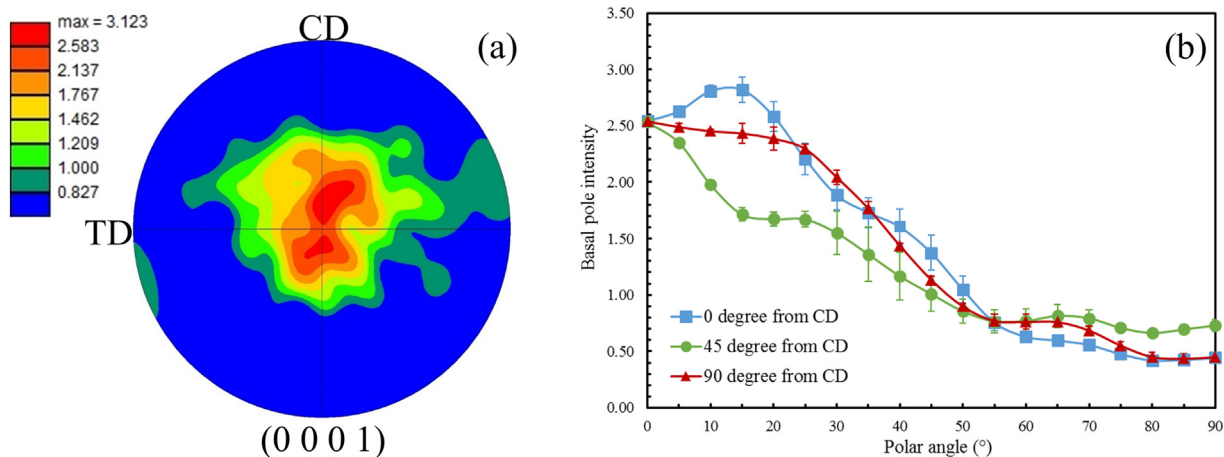 max = 3.123
2.583
2.137
1.767
1.462
1.209
1.000
0.827
CD
(a)
TD
(0 0 0 1)
(b)
3.50
3.00
2.50
2.00
1.50
1.00
0.50
0.00
Basal pole intensity
0 degree from CD
45 degree from CD
90 degree from CD
0 10 20 30 40 50 60 70 80 90
Polar angle (°)